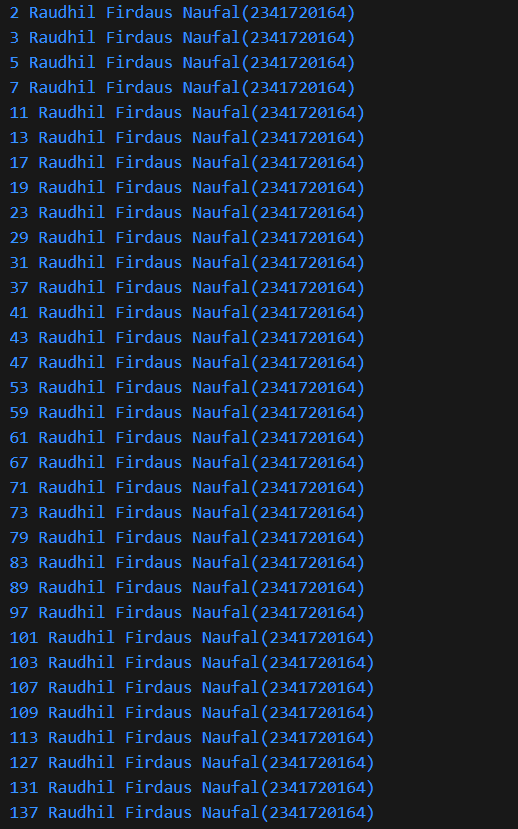 2 Raudhil Firdaus Naufal(2341720164)
3 Raudhil Firdaus Naufal(2341720164)
5 Raudhil Firdaus Naufal(2341720164)
7 Raudhil Firdaus Naufal(2341720164)
11 Raudhil Firdaus Naufal(2341720164)
13 Raudhil Firdaus Naufal(2341720164)
17 Raudhil Firdaus Naufal(2341720164)
19 Raudhil Firdaus Naufal(2341720164)
23 Raudhil Firdaus Naufal(2341720164)
29 Raudhil Firdaus Naufal(2341720164)
31 Raudhil Firdaus Naufal(2341720164)
37 Raudhil Firdaus Naufal(2341720164)
41 Raudhil Firdaus Naufal(2341720164)
43 Raudhil Firdaus Naufal(2341720164)
47 Raudhil Firdaus Naufal(2341720164)
53 Raudhil Firdaus Naufal(2341720164)
59 Raudhil Firdaus Naufal(2341720164)
61 Raudhil Firdaus Naufal(2341720164)
67 Raudhil Firdaus Naufal(2341720164)
71 Raudhil Firdaus Naufal(2341720164)
73 Raudhil Firdaus Naufal(2341720164)
79 Raudhil Firdaus Naufal(2341720164)
83 Raudhil Firdaus Naufal(2341720164)
89 Raudhil Firdaus Naufal(2341720164)
97 Raudhil Firdaus Naufal(2341720164)
101 Raudhil Firdaus Naufal(2341720164)
103 Raudhil Firdaus Naufal(2341720164)
107 Raudhil Firdaus Naufal(2341720164)
109 Raudhil Firdaus Naufal(2341720164)
113 Raudhil Firdaus Naufal(2341720164)
127 Raudhil Firdaus Naufal(2341720164)
131 Raudhil Firdaus Naufal(2341720164)
137 Raudhil Firdaus Naufal(2341720164)